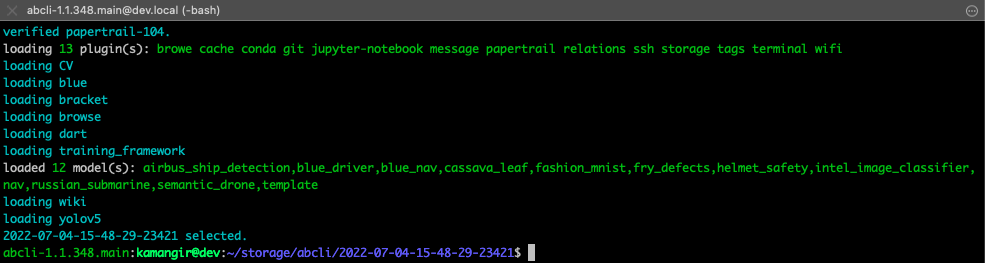 abcli-1.1.348.main@dev.local (-bash)
verified papertrail-104.
loading 13 plugin(s): browe cache conda git jupyter-notebook message papertrail relations ssh storage tags terminal wifi
loading CV
loading blue
loading bracket
loading browse
loading dart
loading training_framework
loaded 12 model(s): airbus_ship_detection,blue_driver,blue_nav,cassava_leaf,fashion_mnist,fry_defects,helmet_safety,intel_image_classifier,
nav,russian_submarine,semantic_drone,template
loading wiki
loading yolov5
2022-07-04-15-48-29-23421 selected.
abcli-1.1.348.main:kamangir@dev:~/storage/abcli/2022-07-04-15-48-29-23421$